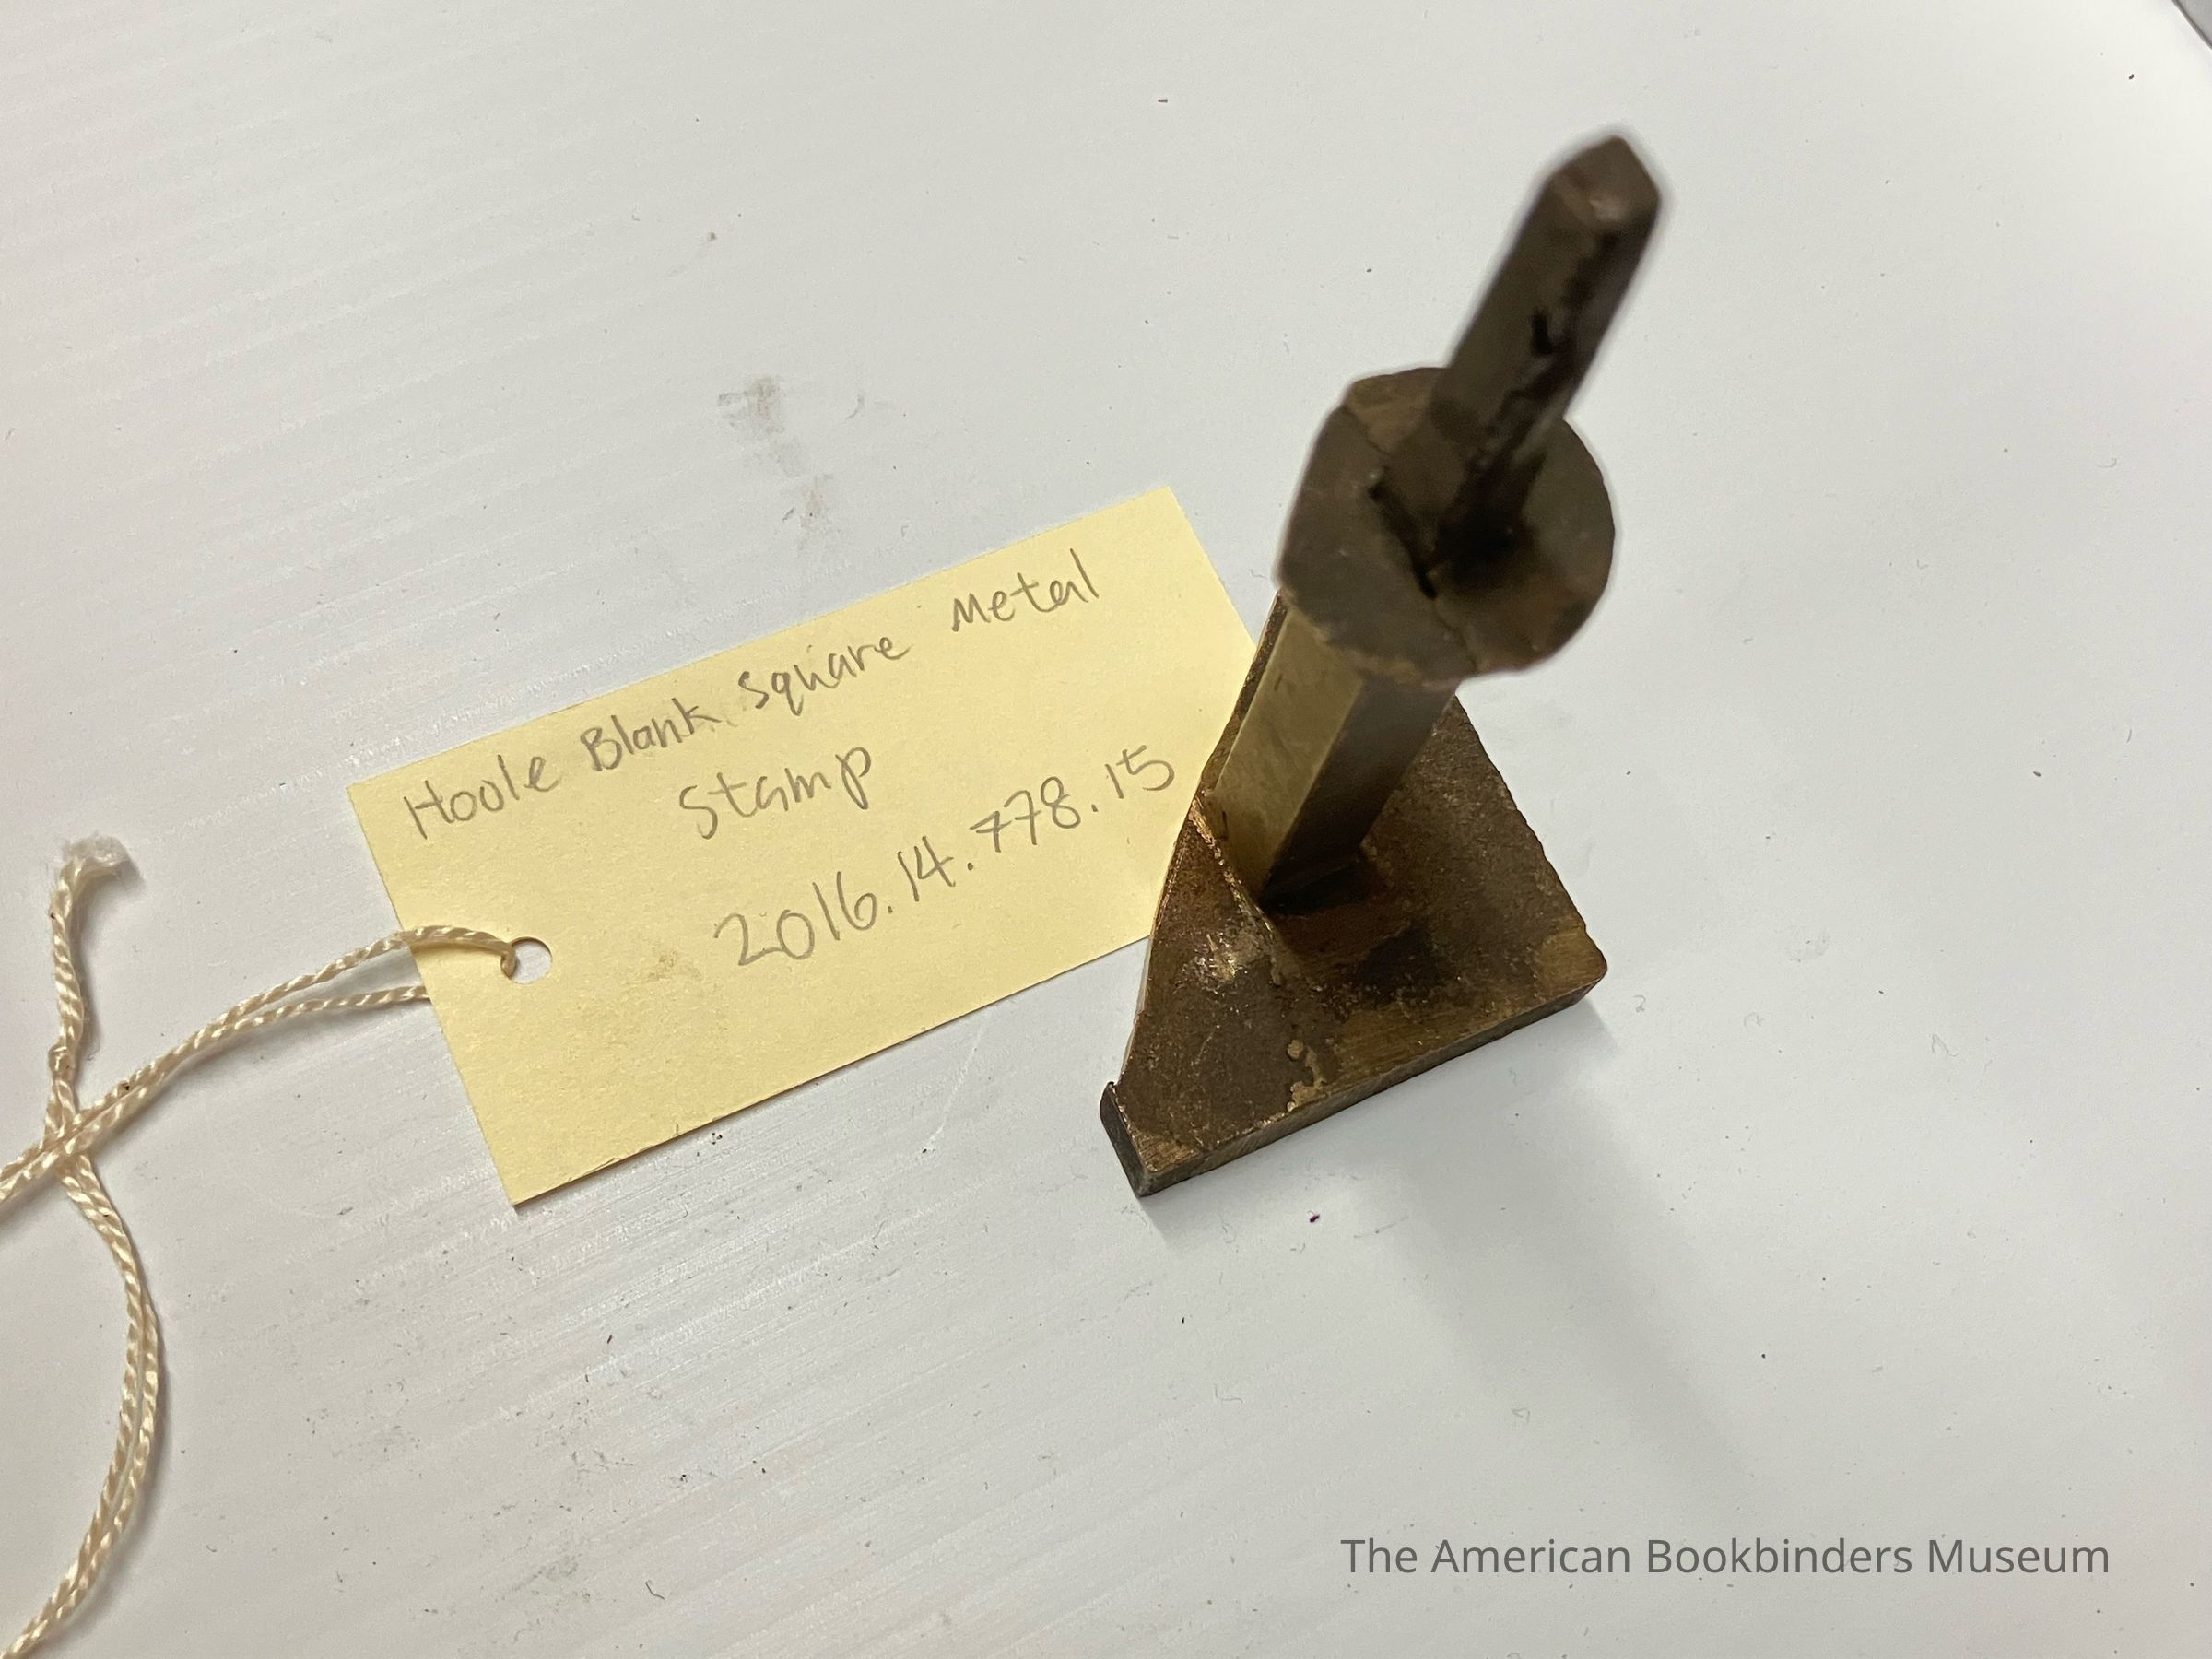 Hoole Blank square Metal
Stamp
2016.14.778.15
The American Bookbinders Museum